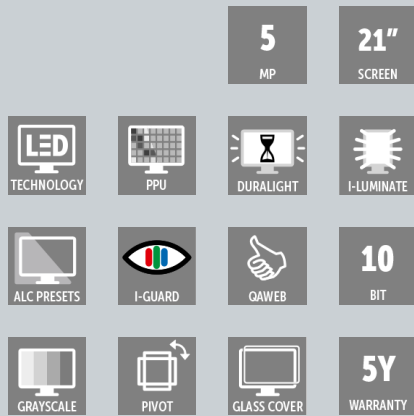 5
MP
21"
SCREEN
LED
TECHNOLOGY
PPU
DURALIGHT
I-LUMINATE
ALC PRESETS
I-GUARD
QAWEB
10
BIT
GRAYSCALE
PIVOT
GLASS COVER
5Y
WARRANTY